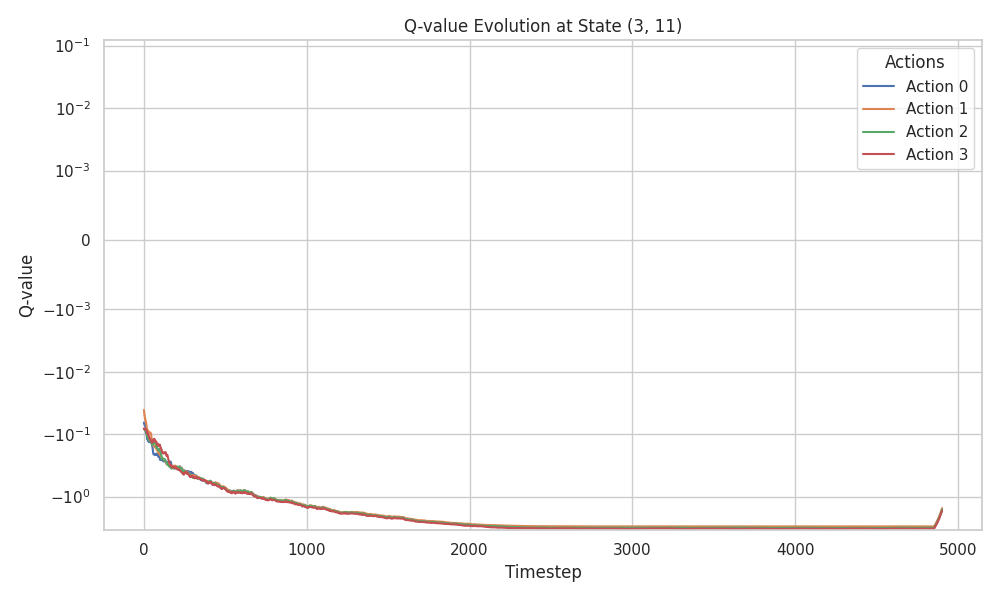 Q-value Evolution at State (3, 11)
10⁻¹
10⁻²
10⁻³
0
−10⁻³
−10⁻²
−10⁻¹
−10⁰
Q-value
Actions
Action 0
Action 1
Action 2
Action 3
0 1000 2000 3000 4000 5000
Timestep